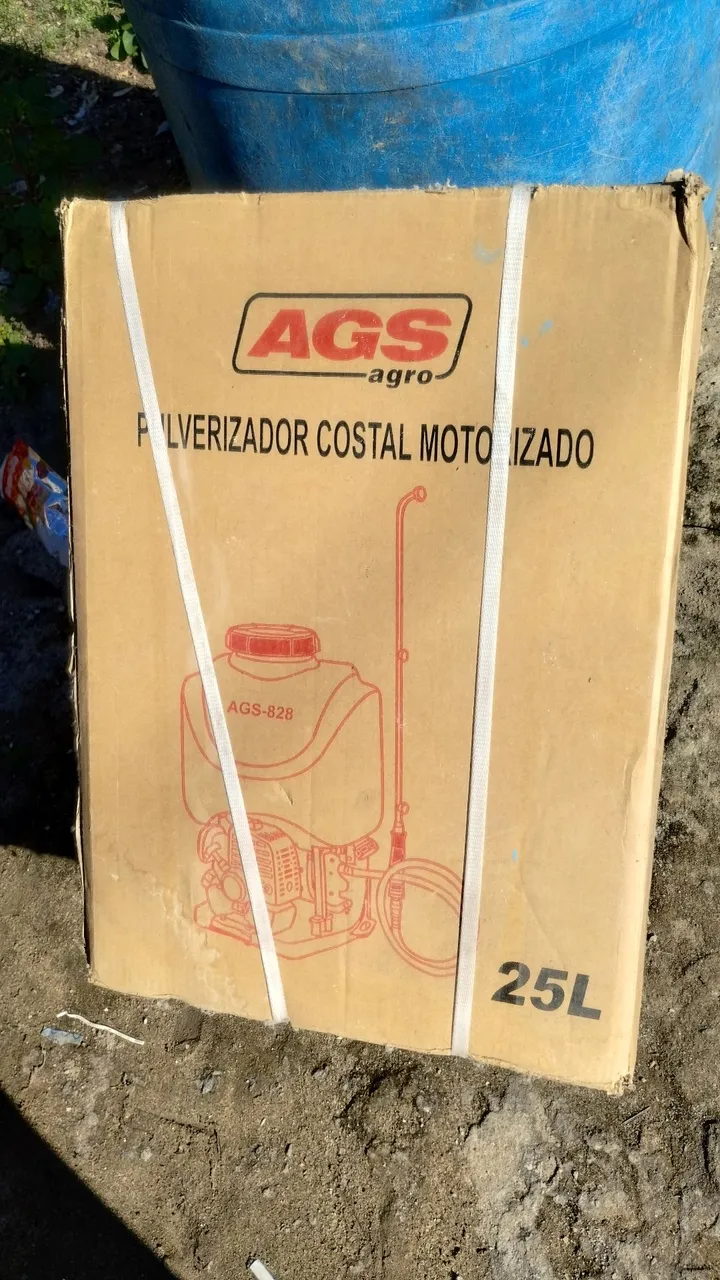 AGS
agro
PULVERIZADOR COSTAL MOTORIZADO
AGS-828
25L